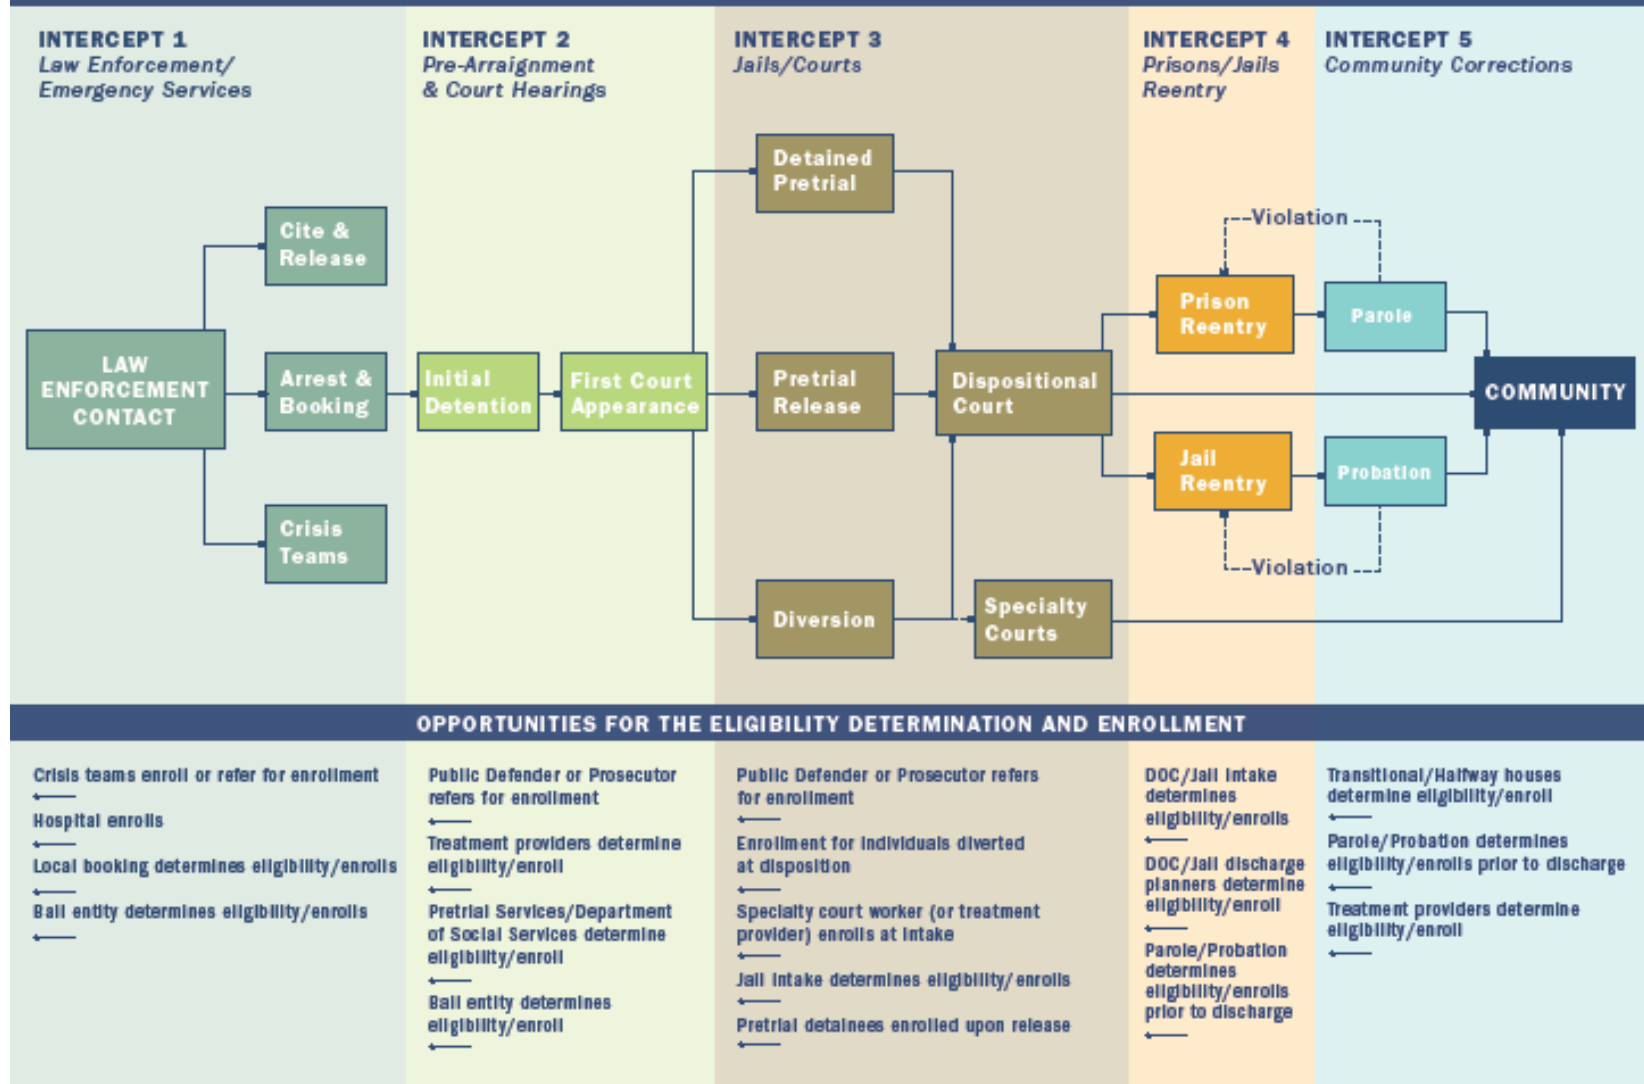 INTERCEPT 1
Law Enforcement/
Emergency Services
INTERCEPT 2
Pre-Arraignment
& Court Hearings
INTERCEPT 3
Jails/Courts
INTERCEPT 4
Prisons/Jails
Reentry
INTERCEPT 5
Community Corrections
LAW
ENFORCEMENT
CONTACT
Cite &
Release
Arrest &
Booking
Crisis
Teams
Initial
Detention
First Court
Appearance
Detained
Pretrial
Pretrial
Release
Diversion
Dispositional
Court
Specialty
Courts
Violation
Prison
Reentry
Jail
Reentry
Violation
Parole
Probation
COMMUNITY
OPPORTUNITIES FOR THE ELIGIBILITY DETERMINATION AND ENROLLMENT
Crisis teams enroll or refer for enrollment
Hospital enrolls
Local booking determines eligibility/enrolls
Bail entity determines eligibility/enrolls
Public Defender or Prosecutor
refers for enrollment
Treatment providers determine
eligibility/enroll
Pretrial Services/Department
of Social Services determine
eligibility/enroll
Bail entity determines
eligibility/enroll
Public Defender or Prosecutor refers
for enrollment
Enrollment for individuals diverted
at disposition
Specialty court worker (or treatment
provider) enrolls at intake
Jail intake determines eligibility/enrolls
Pretrial detainees enrolled upon release
DOC/Jail intake
determines
eligibility/enrolls
DOC/Jail discharge
planners determine
eligibility/enroll
Parole/Probation
determines
eligibility/enrolls
prior to discharge
Transitional/Halfway houses
determine eligibility/enroll
Parole/Probation determines
eligibility/enrolls prior to discharge
Treatment providers determine
eligibility/enroll